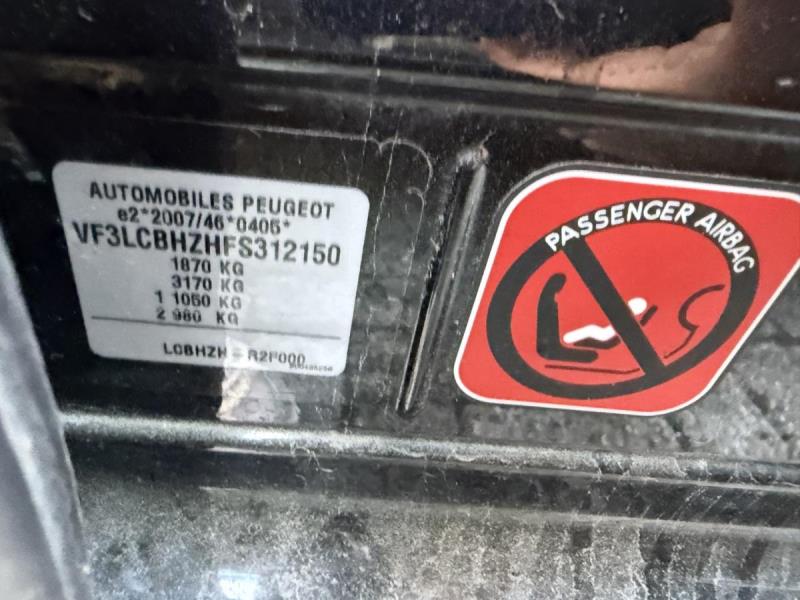 AUTOMOBILES PEUGEOT
e2*2007/46*0405*
VF3LCBHZHFS312150
1870 KG
3170 KG
1 1050 KG
2 980 KG
LCBHZH - R2F000
PASSENGER AIRBAG